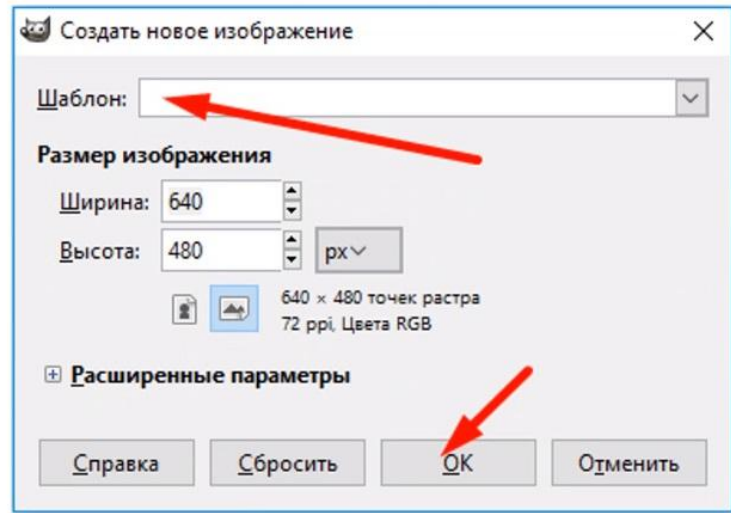 Создать новое изображение
Шаблон:
Размер изображения
Ширина: 640
Высота: 480 px
640 × 480 точек растра
72 ppi, Цвета RGB
Расширенные параметры
Справка Сбросить OK Отменить